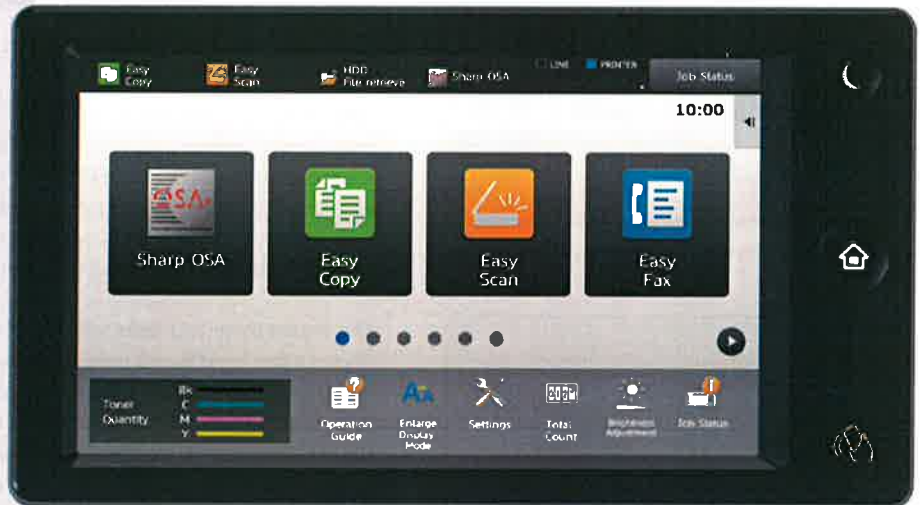 Easy
Copy
Easy
Scan
HDD
File retrieve
Sharp OSA
LINE
PRINTER
Job Status
10:00
OSA
Sharp OSA
Easy
Copy
Easy
Scan
Easy
Fax
Toner
Quantity
Bk
C
M
Y
Operation
Guide
Enlarge
Display
Mode
Settings
Total
Count
Brightness
Adjustment
Job Status